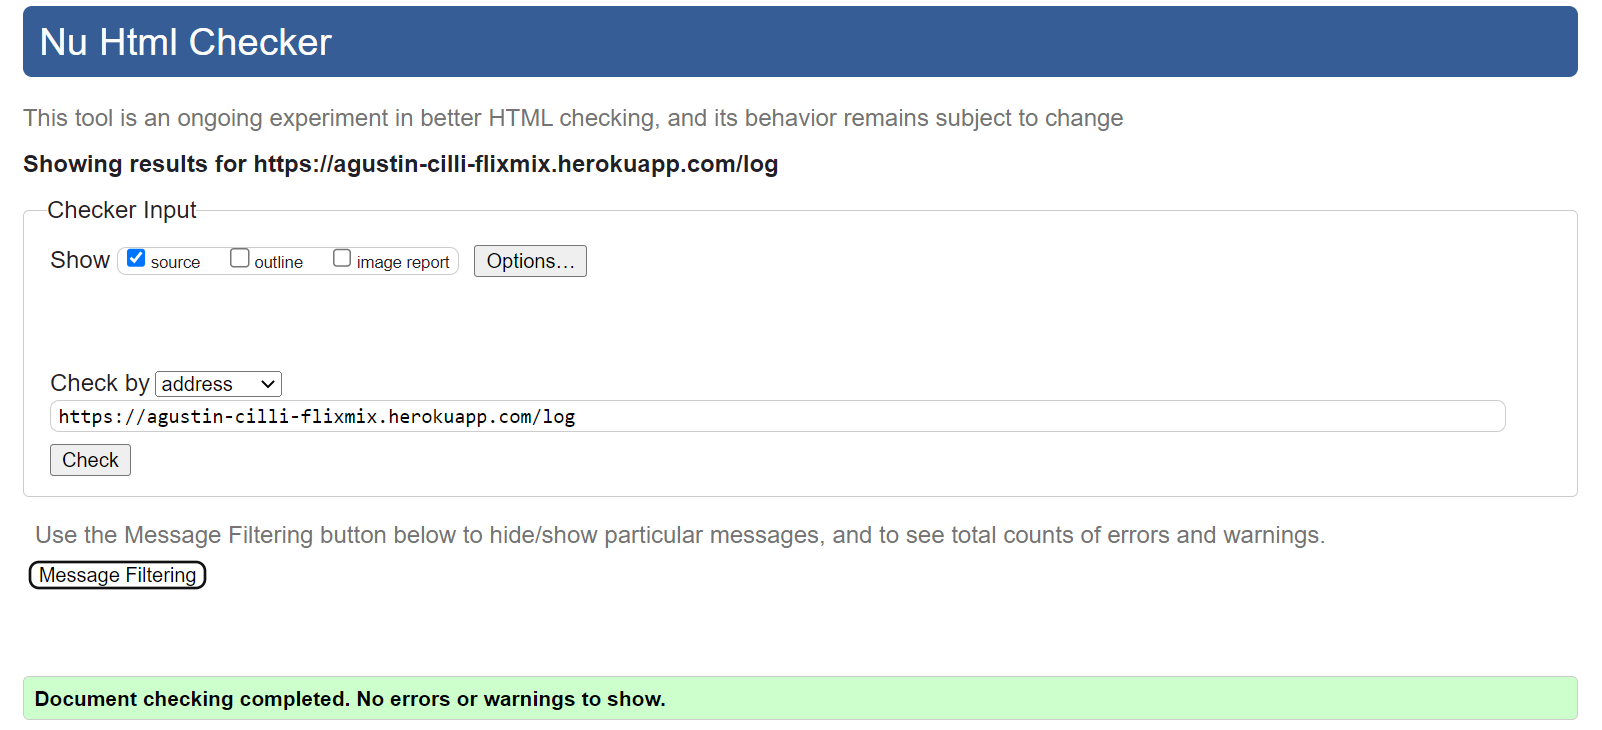 Nu Html Checker
This tool is an ongoing experiment in better HTML checking, and its behavior remains subject to change
Showing results for https://agustin-cilli-flixmix.herokuapp.com/log
Checker Input
Show source outline image report Options...
Check by address
https://agustin-cilli-flixmix.herokuapp.com/log
Check
Use the Message Filtering button below to hide/show particular messages, and to see total counts of errors and warnings.
Message Filtering
Document checking completed. No errors or warnings to show.